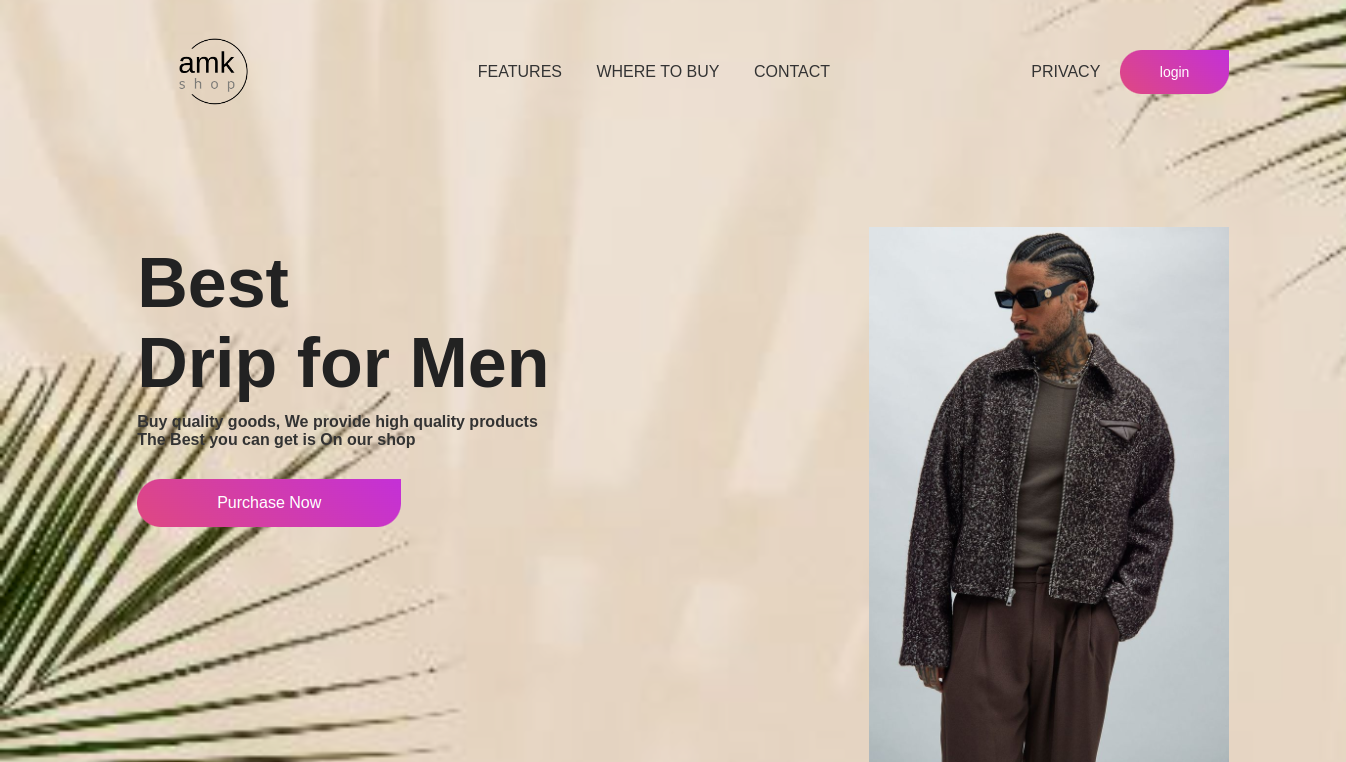 amk
shop
FEATURES
WHERE TO BUY
CONTACT
PRIVACY
login
Best
Drip for Men
Buy quality goods, We provide high quality products
The Best you can get is On our shop
Purchase Now